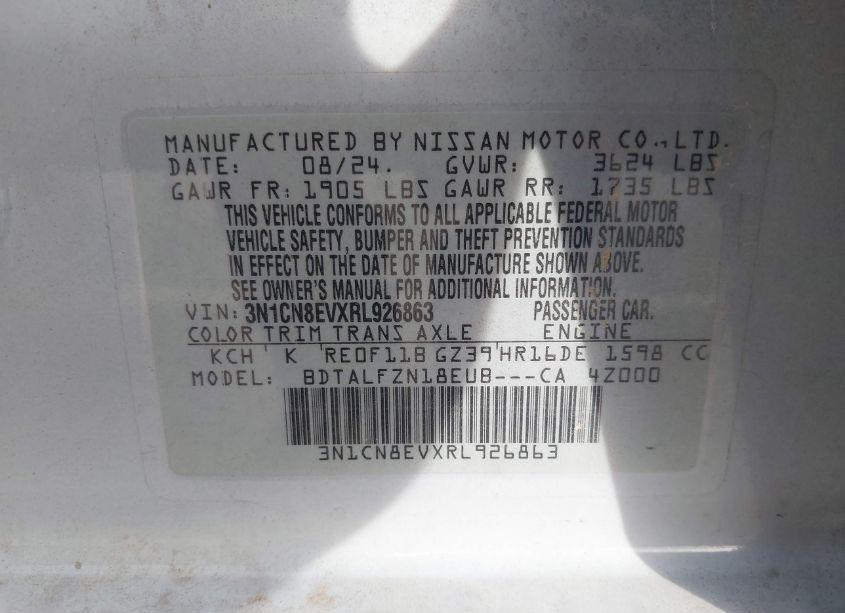 MANUFACTURED BY NISSAN MOTOR CO., LTD.
DATE: 08/24. GVWR: 3624 LBS
GAWR FR: 1905 LBS GAWR RR: 1735 LBS
THIS VEHICLE CONFORMS TO ALL APPLICABLE FEDERAL MOTOR
VEHICLE SAFETY, BUMPER AND THEFT PREVENTION STANDARDS
IN EFFECT ON THE DATE OF MANUFACTURE SHOWN ABOVE.
SEE OWNER'S MANUAL FOR ADDITIONAL INFORMATION.
VIN: 3N1CN8EVXRL926863 PASSENGER CAR.
COLOR TRIM TRANS AXLE ENGINE
KCH K RE0F11B GZ39 HR16DE 1598 CC
MODEL: BDTALFZN18EUB---CA 4Z000
3N1CN8EVXRL926863